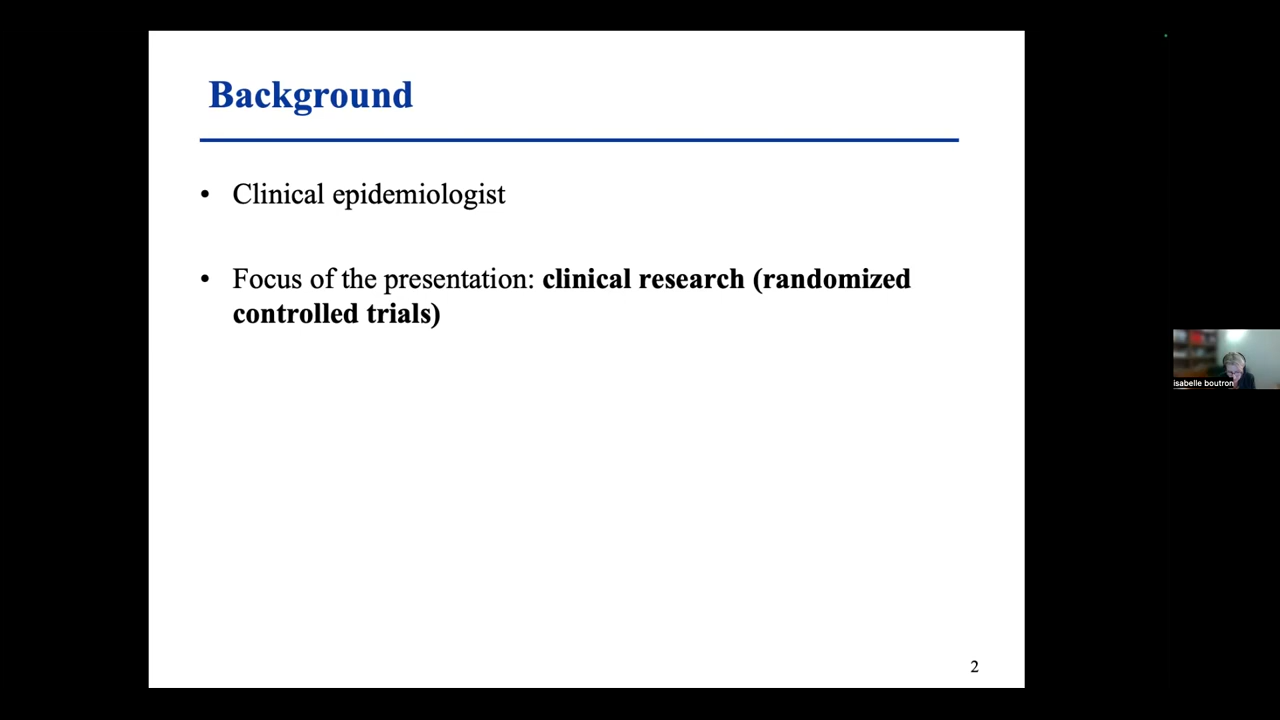 Background
• Clinical epidemiologist
• Focus of the presentation: clinical research (randomized
controlled trials)
isabelle boutron
2